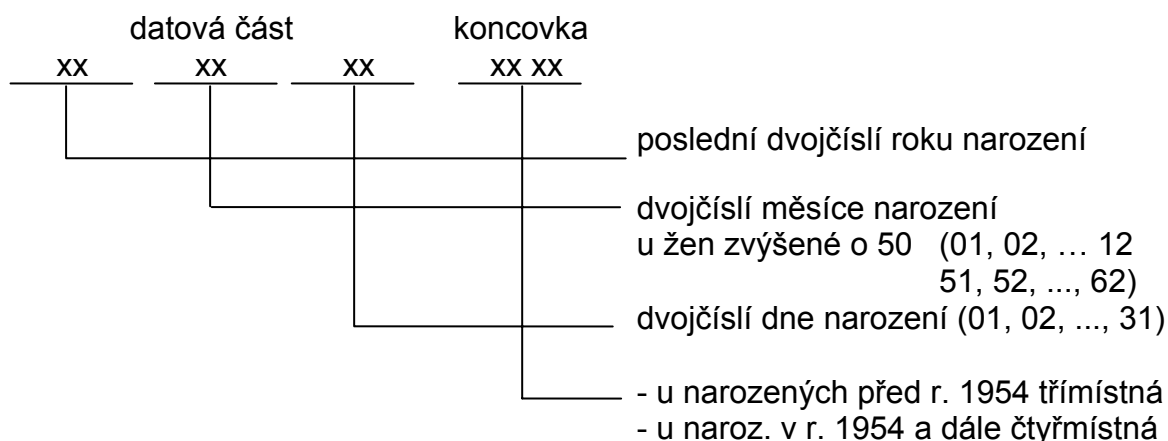 datová část koncovka
xx xx xx xx xx
poslední dvojčíslí roku narození
dvojčíslí měsíce narození
u žen zvýšené o 50 (01, 02, … 12
51, 52, ..., 62)
dvojčíslí dne narození (01, 02, ..., 31)
- u narozených před r. 1954 třímístná
- u naroz. v r. 1954 a dále čtyřmístná